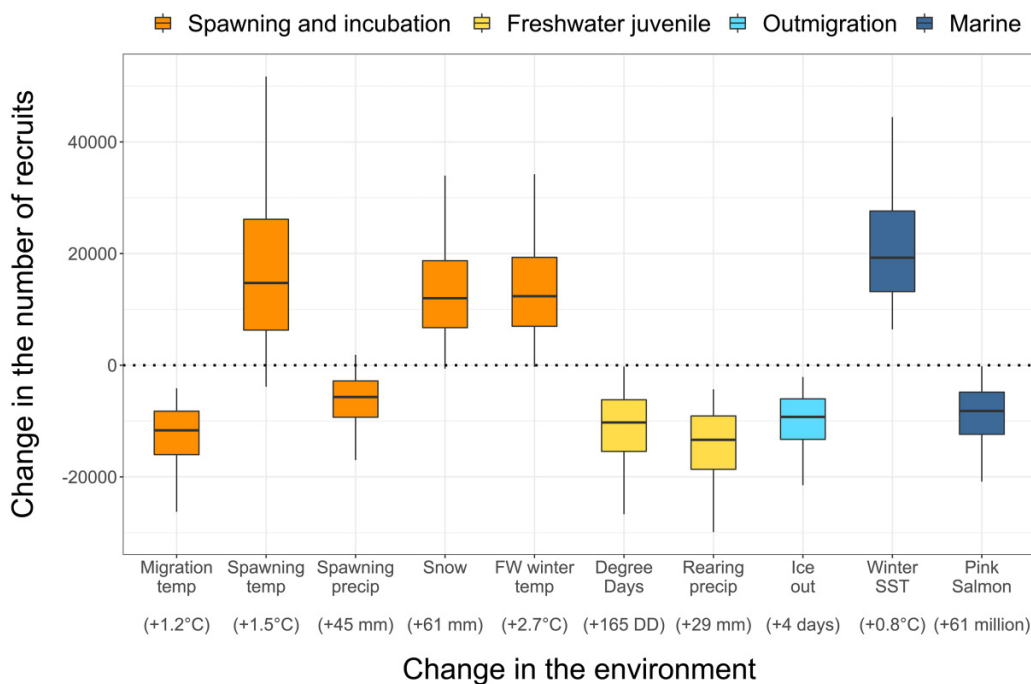 Spawning and incubation Freshwater juvenile Outmigration Marine
Change in the number of recruits
40000
20000
0
-20000
Migration temp
Spawning temp
Spawning precip
Snow
FW winter temp
Degree Days
Rearing precip
Ice out
Winter SST
Pink Salmon
(+1.2°C) (+1.5°C) (+45 mm) (+61 mm) (+2.7°C) (+165 DD) (+29 mm) (+4 days) (+0.8°C) (+61 million)
Change in the environment